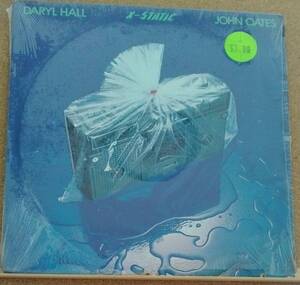 DARYL HALL
X-STATIC
JOHN OATES